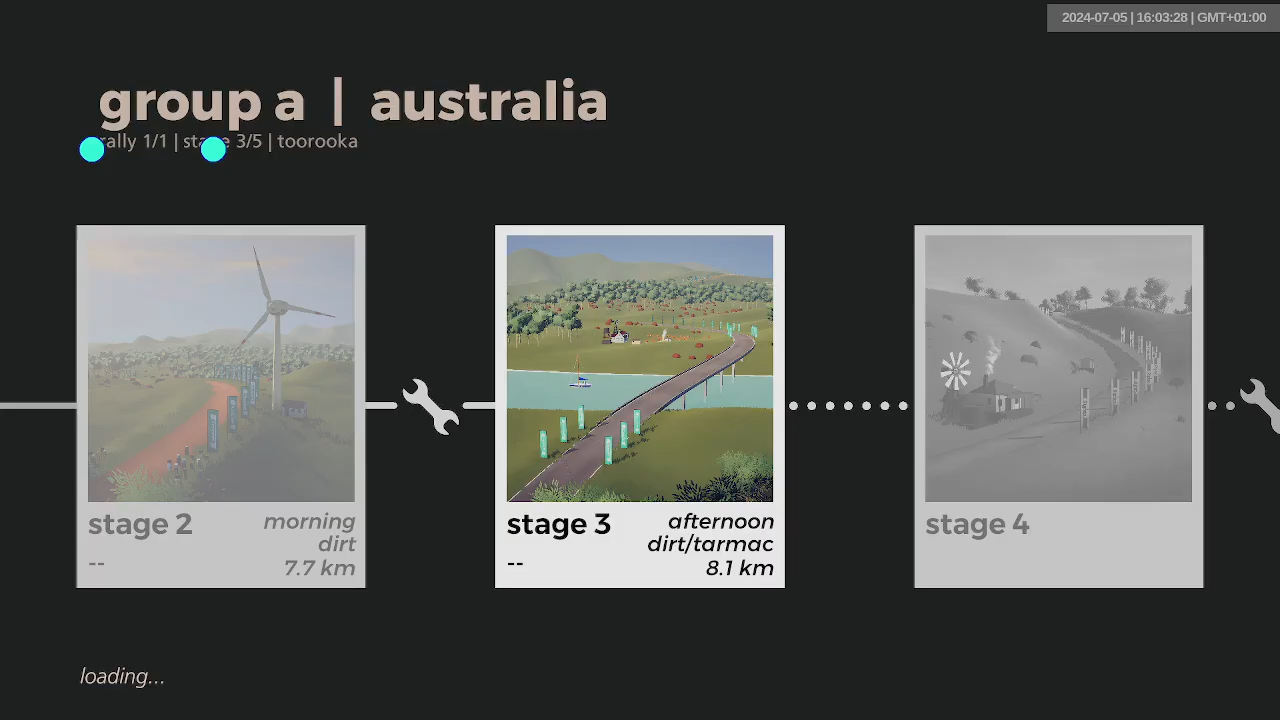 2024-07-05 | 16:03:28 | GMT+01:00
group a | australia
rally 1/1 | stage 3/5 | toorooka
stage 2
morning
dirt
--
7.7 km
stage 3
afternoon
dirt/tarmac
--
8.1 km
stage 4
loading...